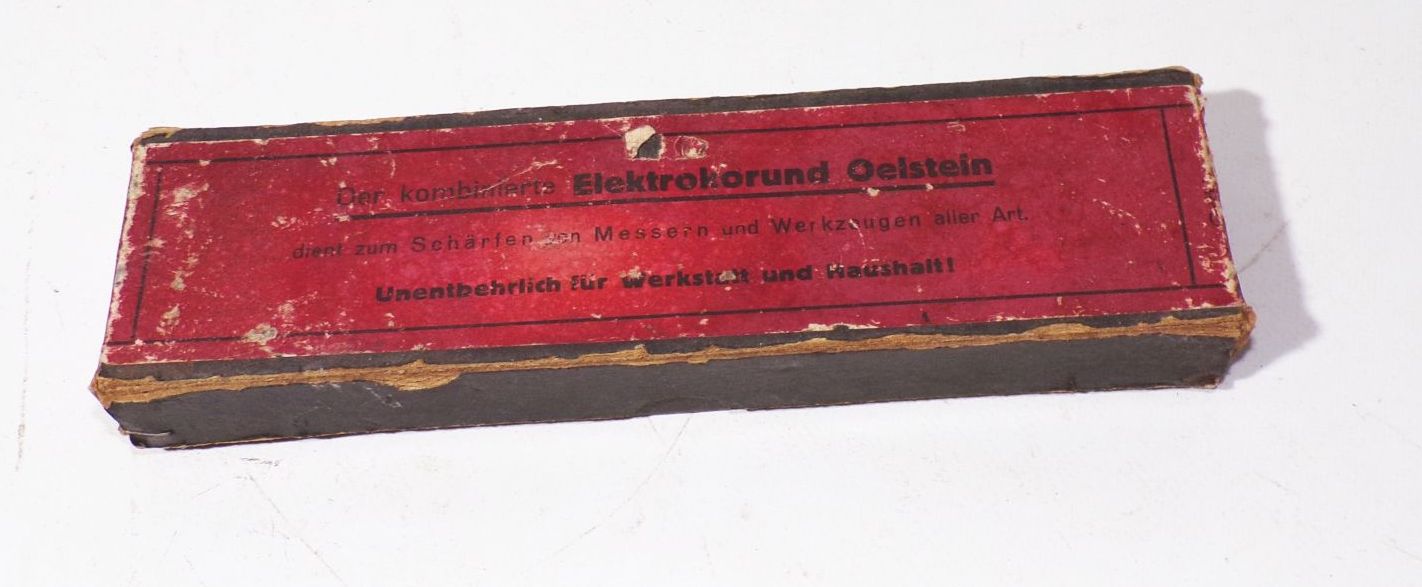 Der kombinierte Elektrokorund Oelstein
dient zum Schärfen von Messern und Werkzeugen aller Art.
Unentbehrlich für Werkstatt und Haushalt!